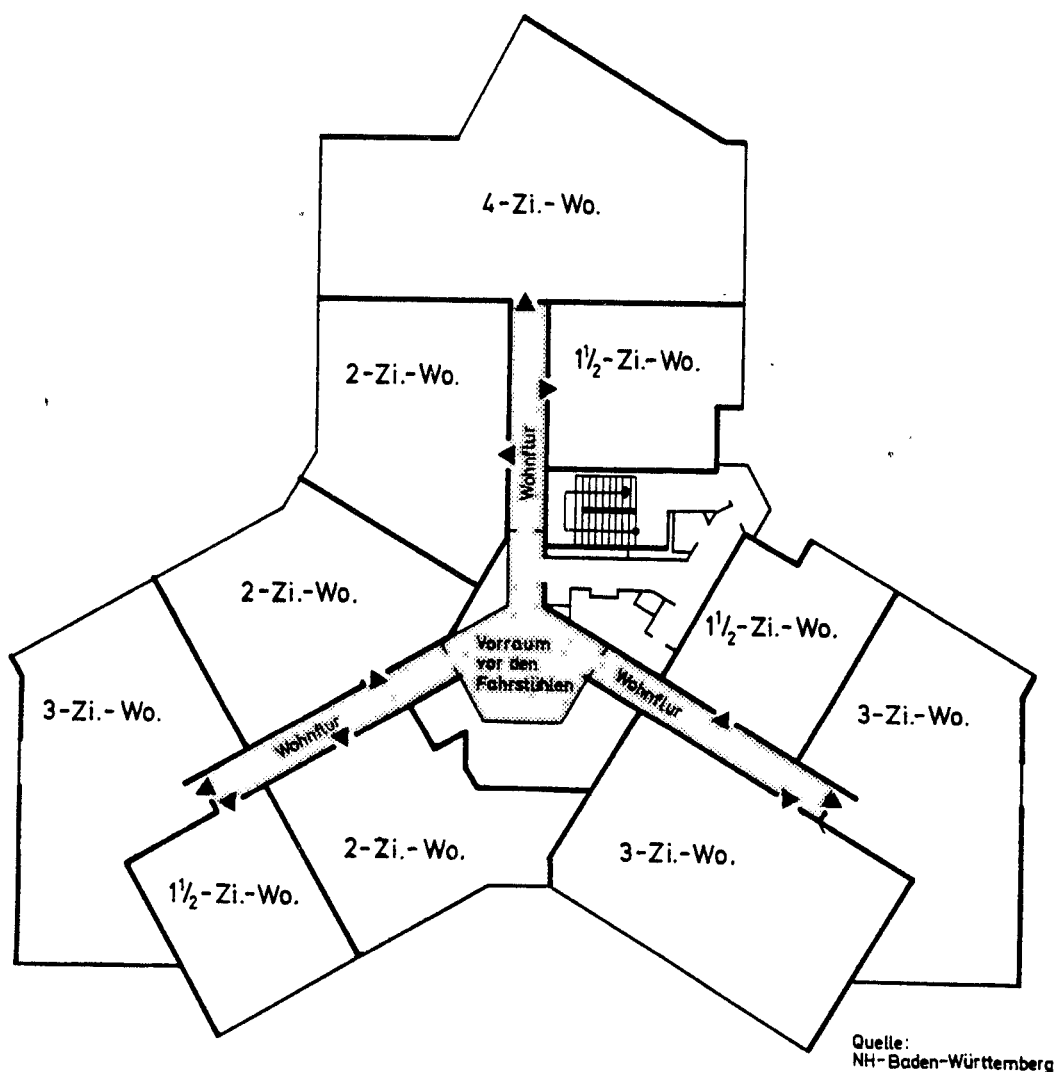 4-Zi.-Wo.
2-Zi.-Wo.
1½-Zi.-Wo.
Wohnflur
2-Zi.-Wo.
1½-Zi.-Wo.
Vorraum
vor den
Fahrstühlen
Wohnflur
3-Zi.-Wo.
3-Zi.-Wo.
Wohnflur
2-Zi.-Wo.
3-Zi.-Wo.
1½-Zi.-Wo.
Quelle:
NH-Baden-Württemberg